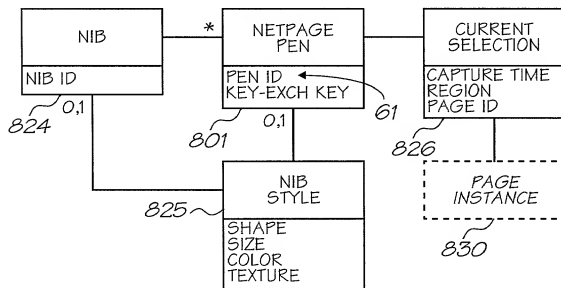 NIB
*
NETPAGE
PEN
CURRENT
SELECTION
NIB ID
PEN ID
KEY-EXCH KEY
CAPTURE TIME
REGION
PAGE ID
824
0,1
801
0,1
61
826
825
NIB
STYLE
PAGE
INSTANCE
SHAPE
SIZE
COLOR
TEXTURE
830